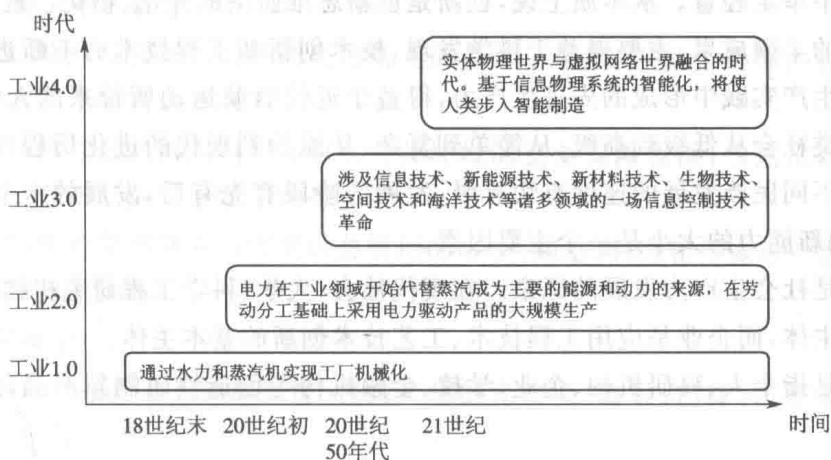 时代
工业4.0
实体物理世界与虚拟网络世界融合的时
代。基于信息物理系统的智能化，将使
人类步入智能制造
工业3.0
涉及信息技术、新能源技术、新材料技术、生物技术、
空间技术和海洋技术等诸多领域的一场信息控制技术
革命
工业2.0
电力在工业领域开始代替蒸汽成为主要的能源和动力的来源，在劳
动分工基础上采用电力驱动产品的大规模生产
工业1.0
通过水力和蒸汽机实现工厂机械化
18世纪末 20世纪初 20世纪 21世纪 时间
50年代